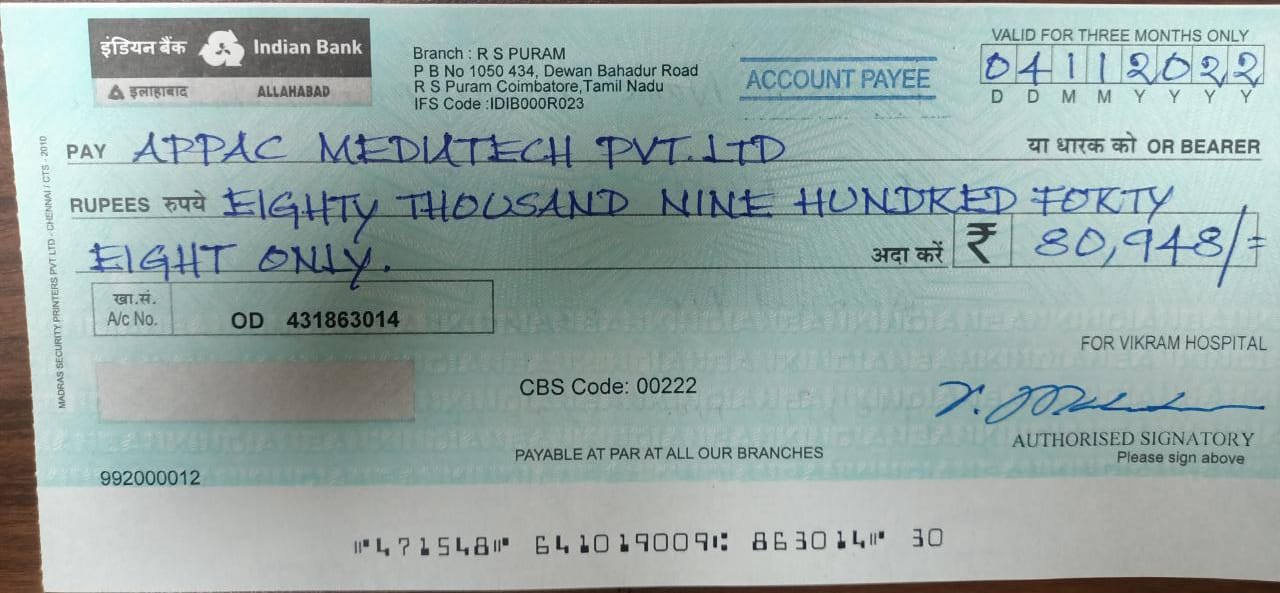 इंडियन बैंक Indian Bank
इलाहाबाद ALLAHABAD
Branch : R S PURAM
P B No 1050 434, Dewan Bahadur Road
R S Puram Coimbatore,Tamil Nadu
IFS Code :IDIB000R023
ACCOUNT PAYEE
VALID FOR THREE MONTHS ONLY
04112022
D D M M Y Y Y Y
PAY APPAC MEDIATECH PVT.LTD या धारक को OR BEARER
RUPEES रुपये EIGHTY THOUSAND NINE HUNDRED FORTY
EIGHT ONLY. अदा करें ₹ 80,948/=
खा.सं.
A/c No. OD 431863014
MADRAS SECURITY PRINTERS PVT LTD - CHENNAI / CTS - 2010
FOR VIKRAM HOSPITAL
CBS Code: 00222
AUTHORISED SIGNATORY
Please sign above
PAYABLE AT PAR AT ALL OUR BRANCHES
992000012
⑈471548⑈ 641019009⑆ 863014⑈ 30